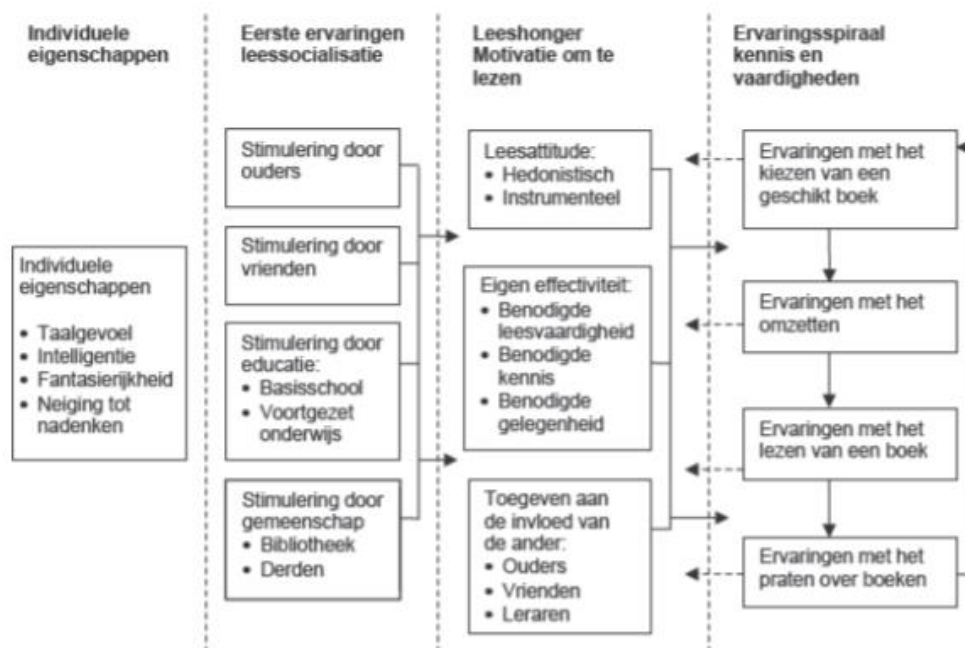 Individuele
eigenschappen
Eerste ervaringen
leessocialisatie
Leeshonger
Motivatie om te
lezen
Ervaringsspiraal
kennis en
vaardigheden
Individuele
eigenschappen
• Taalgevoel
• Intelligentie
• Fantasierijkheid
• Neiging tot
nadenken
Stimulering door
ouders
Stimulering door
vrienden
Stimulering door
educatie:
• Basisschool
• Voortgezet
onderwijs
Stimulering door
gemeenschap
• Bibliotheek
• Derden
Leesattitude:
• Hedonistisch
• Instrumenteel
Eigen effectiviteit:
• Benodigde
leesvaardigheid
• Benodigde
kennis
• Benodigde
gelegenheid
Toegeven aan
de invloed van
de ander:
• Ouders
• Vrienden
• Leraren
Ervaringen met het
kiezen van een
geschikt boek
Ervaringen met het
omzetten
Ervaringen met het
lezen van een boek
Ervaringen met het
praten over boeken